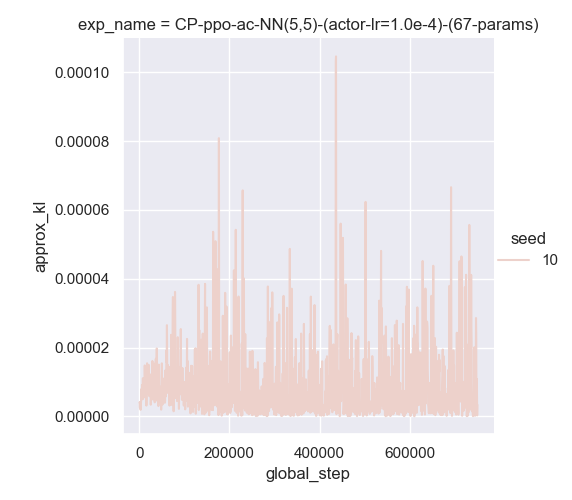 exp_name = CP-ppo-ac-NN(5,5)-(actor-lr=1.0e-4)-(67-params)
0.00010
0.00008
0.00006
0.00004
0.00002
0.00000
approx_kl
0 200000 400000 600000
global_step
seed
10